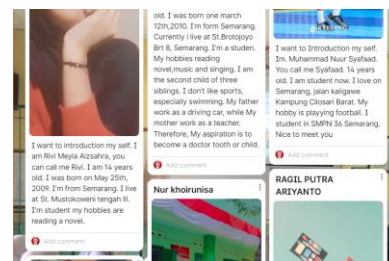 I want to introduction my self. I
am Rivi Meyla Aizsahra, you
can call me Rivi. I am 14 years
old. I was born on May 25th,
2009. I'm from Semarang. I live
at St. Mustokoweni tengah III.
I'm student my hobbies are
reading a novel.
Add comment
old. I was born one march
12th,2010. I'm form Semarang.
Currently i live at St.Brotojoyo
Brt B, Semarang. I'm a studen.
My hobbies reading
novel,music and singing. I am
the second child of three
siblings. I don't like sports,
especially swimming. My father
work as a driving car, while My
mother work as a teacher.
Therefore, My aspiration is to
become a doctor tooth or child.
Add comment
Nur khoirunisa
I want to Introduction my self.
Im. Muhammad Nuur Syafaad.
You call me Syafaad. 14 years
old. I am student now. I love on
Semarang, jalan kaligawe
Kampung Cilosari Barat. My
hobby is playing football. I
student in SMPN 36 Semarang.
Nice to meet you
Add comment
RAGIL PUTRA
ARIYANTO